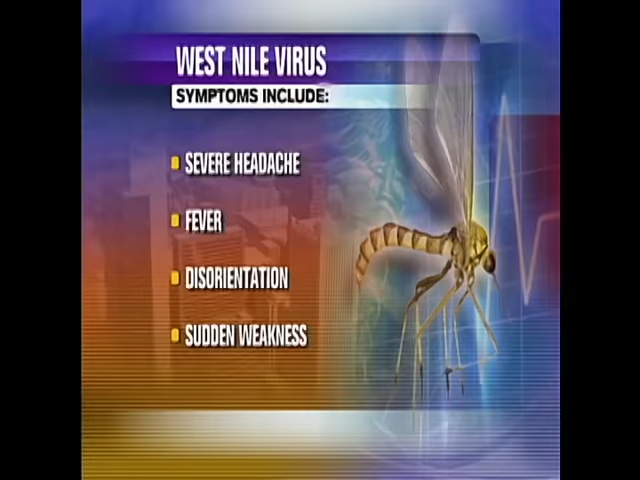 WEST NILE VIRUS
SYMPTOMS INCLUDE:
SEVERE HEADACHE
FEVER
DISORIENTATION
SUDDEN WEAKNESS